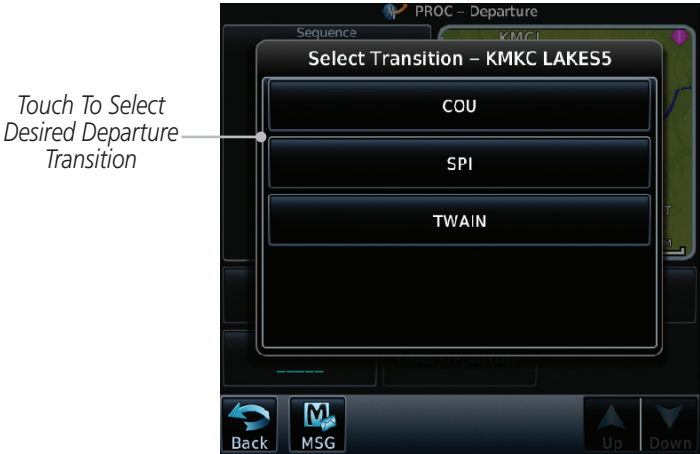 PROC – Departure
Sequence
KMCI
Select Transition – KMKC LAKES5
Touch To Select
Desired Departure
Transition
COU
SPI
TWAIN
Back
MSG
Up
Down